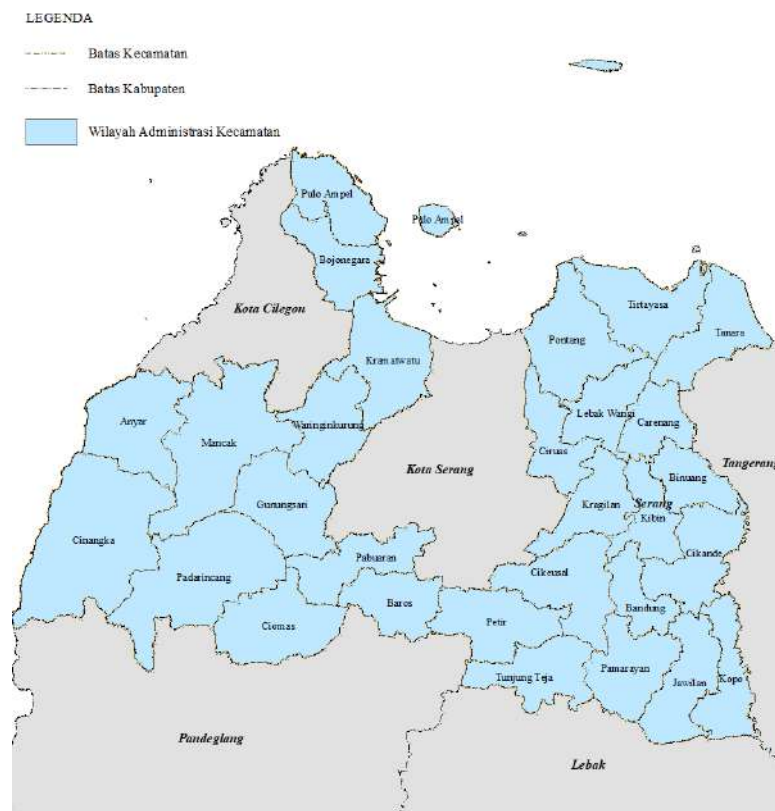 LEGENDA
Batas Kecamatan
Batas Kabupaten
Wilayah Administrasi Kecamatan
Pulo Ampel
Pulo Ampel
Bojonegara
Kota Cilegon
Tirtayasa
Tanara
Pontang
Kramatwatu
Lebak Wangi
Carenang
Anyar
Mancak
Waringinkurung
Ciruas
Kota Serang
Tangerang
Binuang
Gunungsari
Kragilan
Serang
Kibin
Cinangka
Pabuaran
Cikande
Padarincang
Cikeusal
Baros
Bandung
Ciomas
Petir
Pamarayan
Tunjung Teja
Jawilan
Kopo
Pandeglang
Lebak